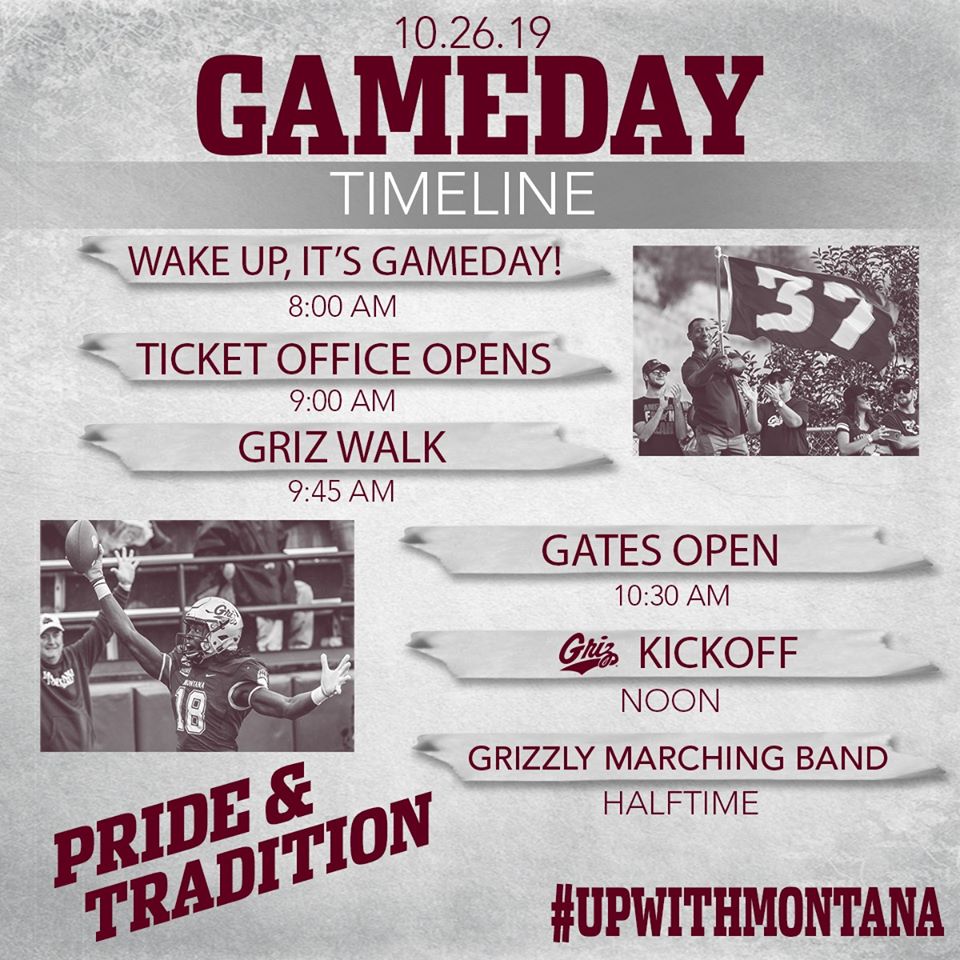 10.26.19
GAMEDAY
TIMELINE
WAKE UP, IT'S GAMEDAY!
8:00 AM
TICKET OFFICE OPENS
9:00 AM
GRIZ WALK
9:45 AM
37
GATES OPEN
10:30 AM
Griz KICKOFF
NOON
GRIZZLY MARCHING BAND
HALFTIME
Griz
MONTANA
18
PRIDE &
TRADITION
#UPWITHMONTANA